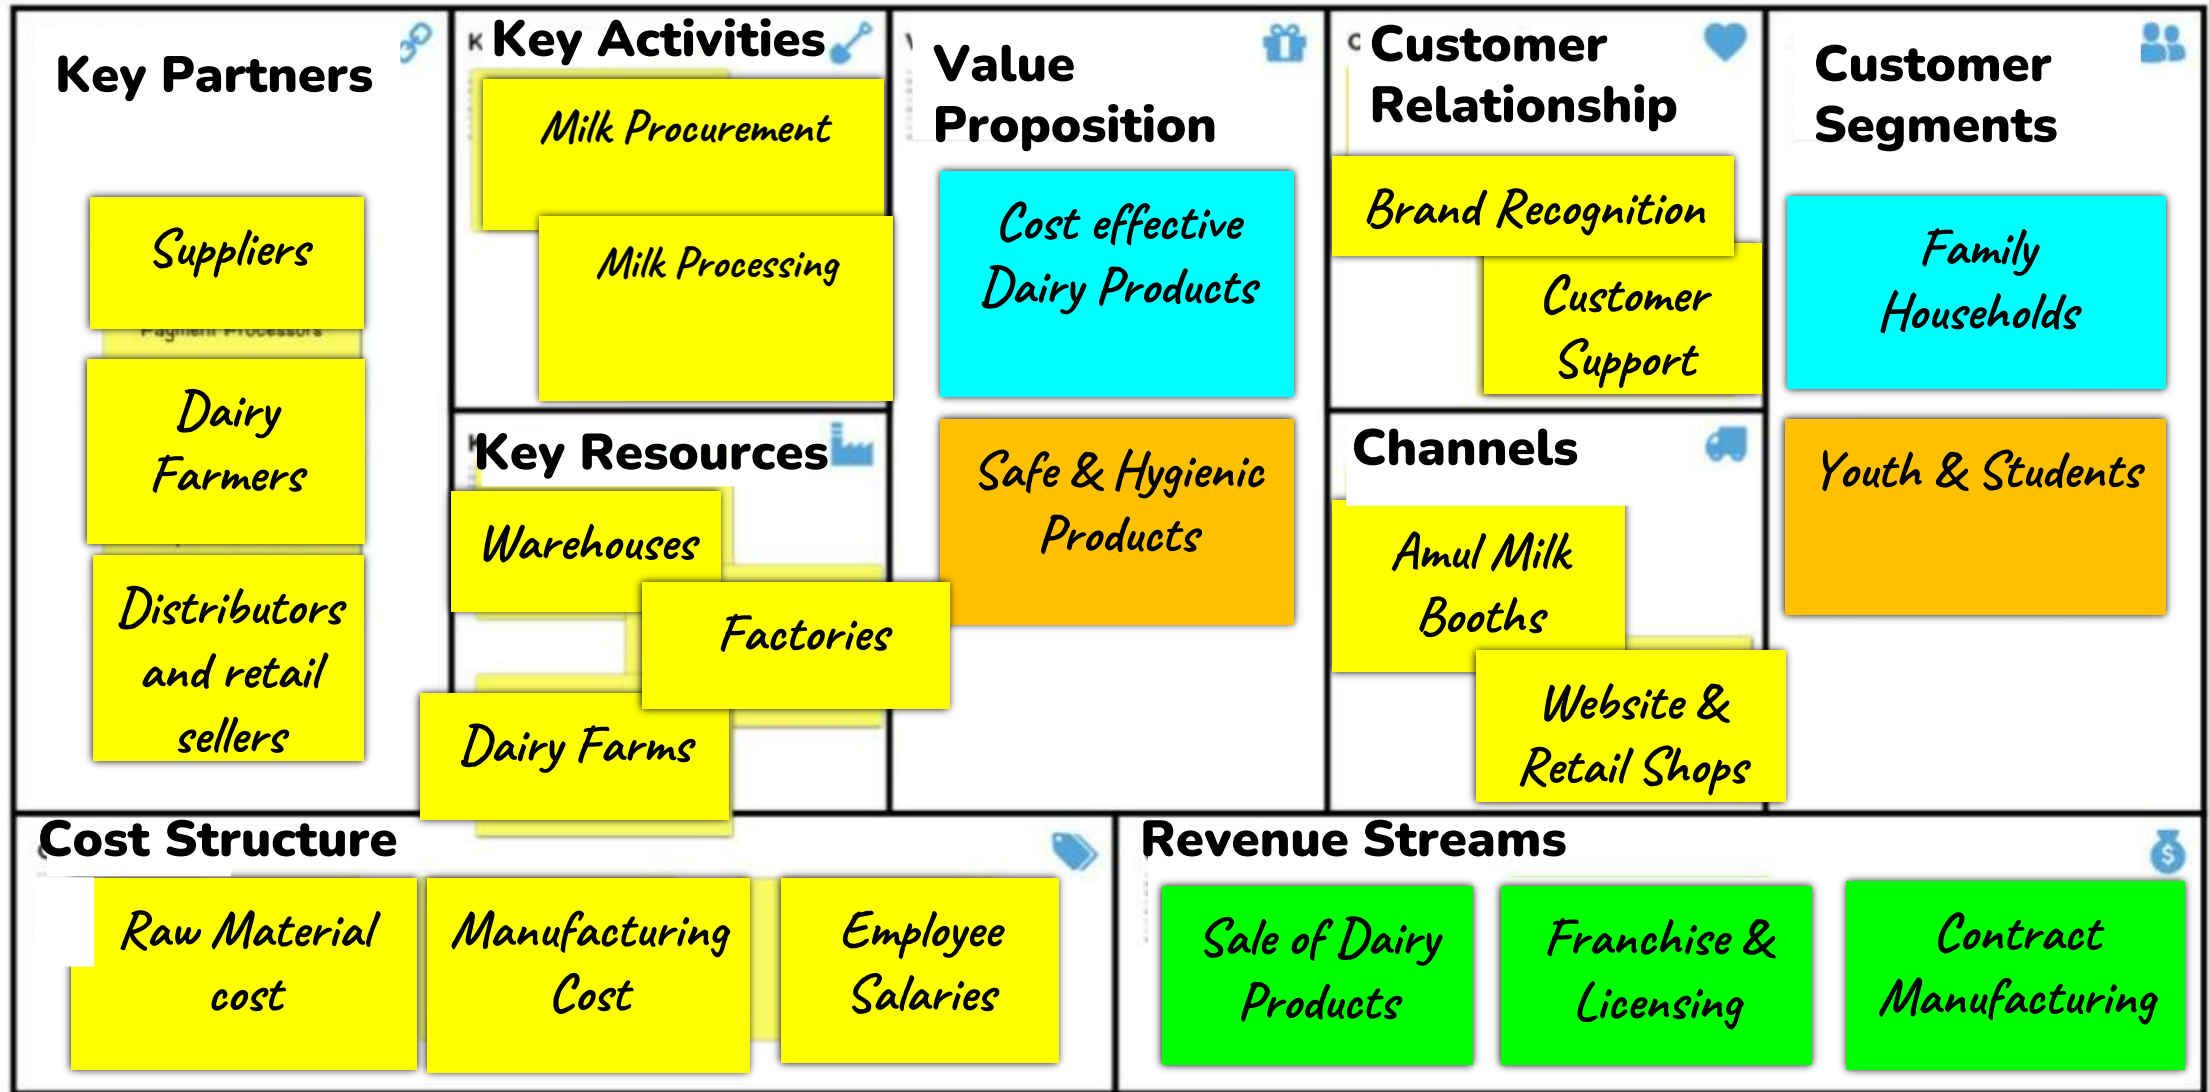 Key Partners
Suppliers
Payment Processors
Dairy
Farmers
Distributors
and retail
sellers
K
Key Activities
Milk Procurement
Milk Processing
Key Resources
Warehouses
Factories
Dairy Farms
Value
Proposition
Cost effective
Dairy Products
Safe & Hygienic
Products
Customer
Relationship
Brand Recognition
Customer
Support
Channels
Amul Milk
Booths
Website &
Retail Shops
Customer
Segments
Family
Households
Youth & Students
Cost Structure
Raw Material
cost
Manufacturing
Cost
Employee
Salaries
Revenue Streams
Sale of Dairy
Products
Franchise &
Licensing
Contract
Manufacturing